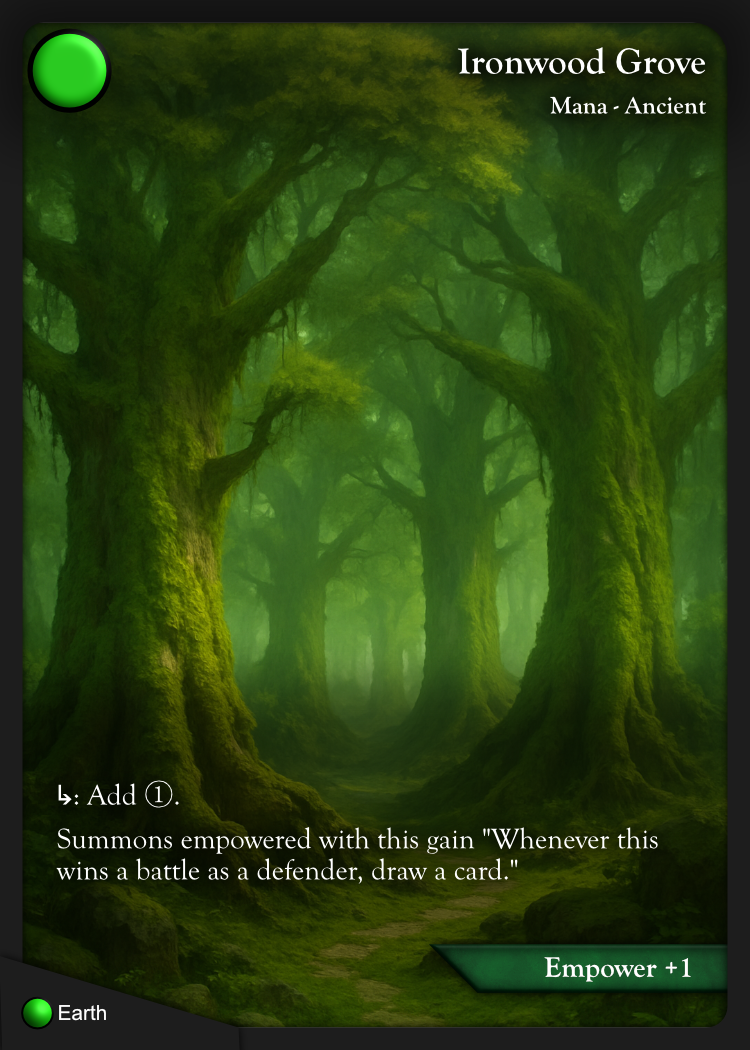 Ironwood Grove
Mana - Ancient
↳: Add ①.
Summons empowered with this gain "Whenever this
wins a battle as a defender, draw a card."
Empower +1
Earth